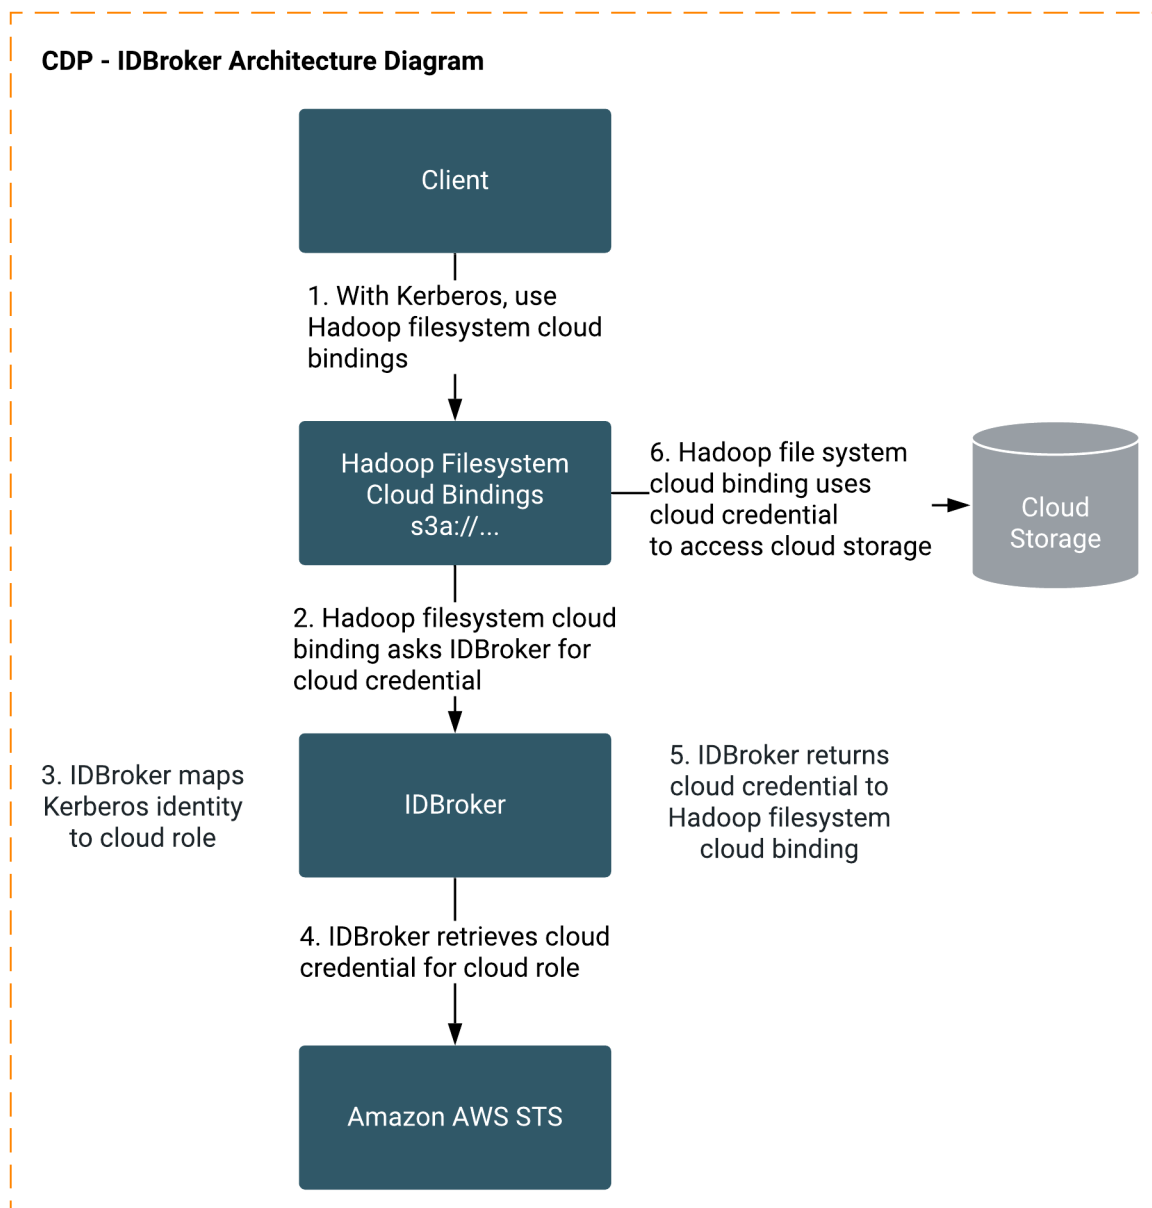 CDP - IDBroker Architecture Diagram
Client
1. With Kerberos, use
Hadoop filesystem cloud
bindings
Hadoop Filesystem
Cloud Bindings
s3a://...
6. Hadoop file system
cloud binding uses
cloud credential
to access cloud storage
Cloud
Storage
2. Hadoop filesystem cloud
binding asks IDBroker for
cloud credential
3. IDBroker maps
Kerberos identity
to cloud role
IDBroker
5. IDBroker returns
cloud credential to
Hadoop filesystem
cloud binding
4. IDBroker retrieves cloud
credential for cloud role
Amazon AWS STS